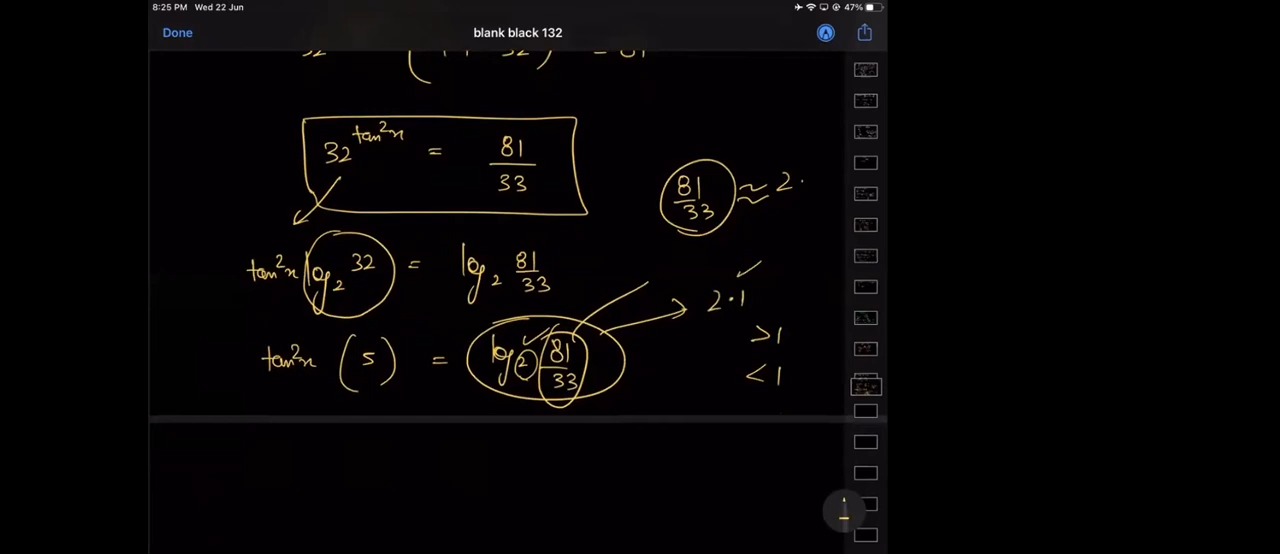 8:25 PM Wed 22 Jun 47%
Done blank black 132
32^{tan²x} = 81/33
81/33 ≈ 2.
tan²x log₂ 32 = log₂ 81/33
2.1
>1
tan²x (5) = log₂ 81/33
<1